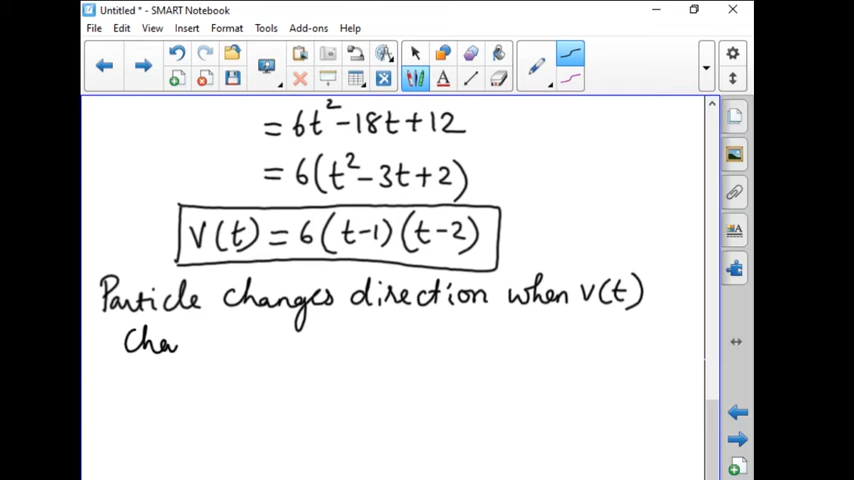 Untitled * - SMART Notebook
File Edit View Insert Format Tools Add-ons Help
= 6t² - 18t + 12
= 6(t² - 3t + 2)
V(t) = 6(t-1)(t-2)
Particle changes direction when v(t)
Cha